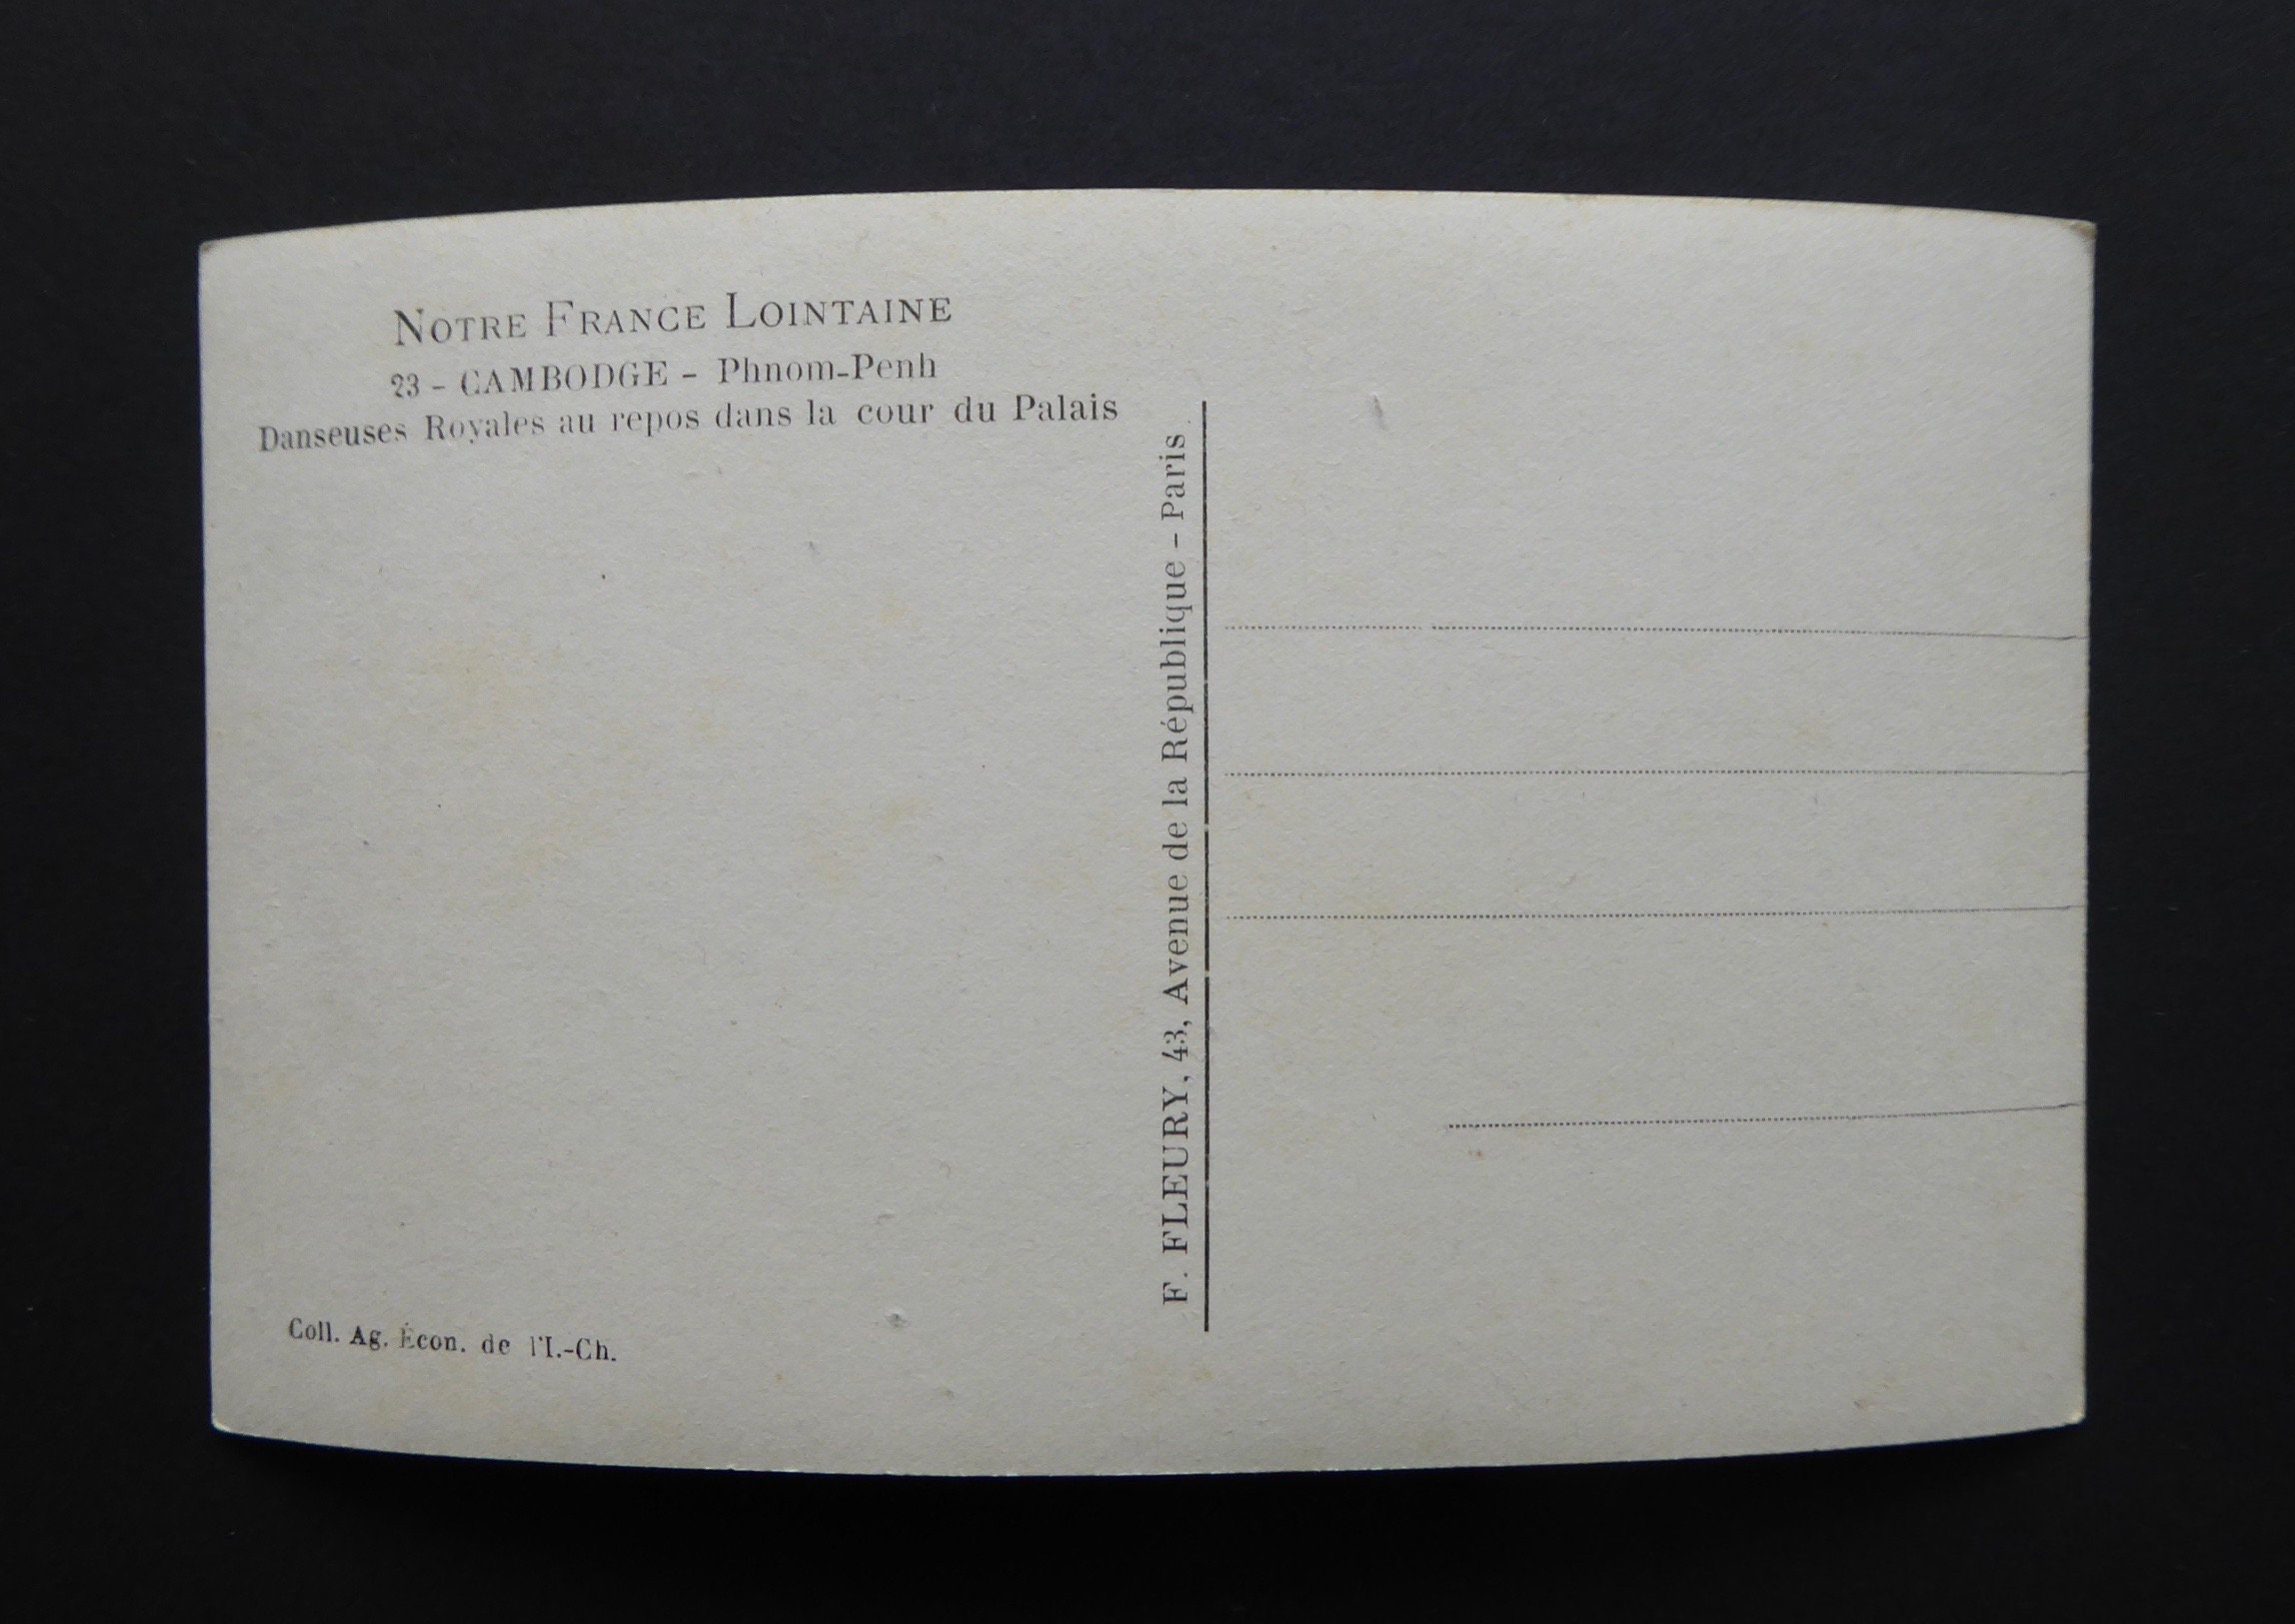 NOTRE FRANCE LOINTAINE
23 - CAMBODGE - Phnom-Penh
Danseuses Royales au repos dans la cour du Palais
F. FLEURY, 43, Avenue de la République - Paris
Coll. Ag. Écon. de l'I.-Ch.